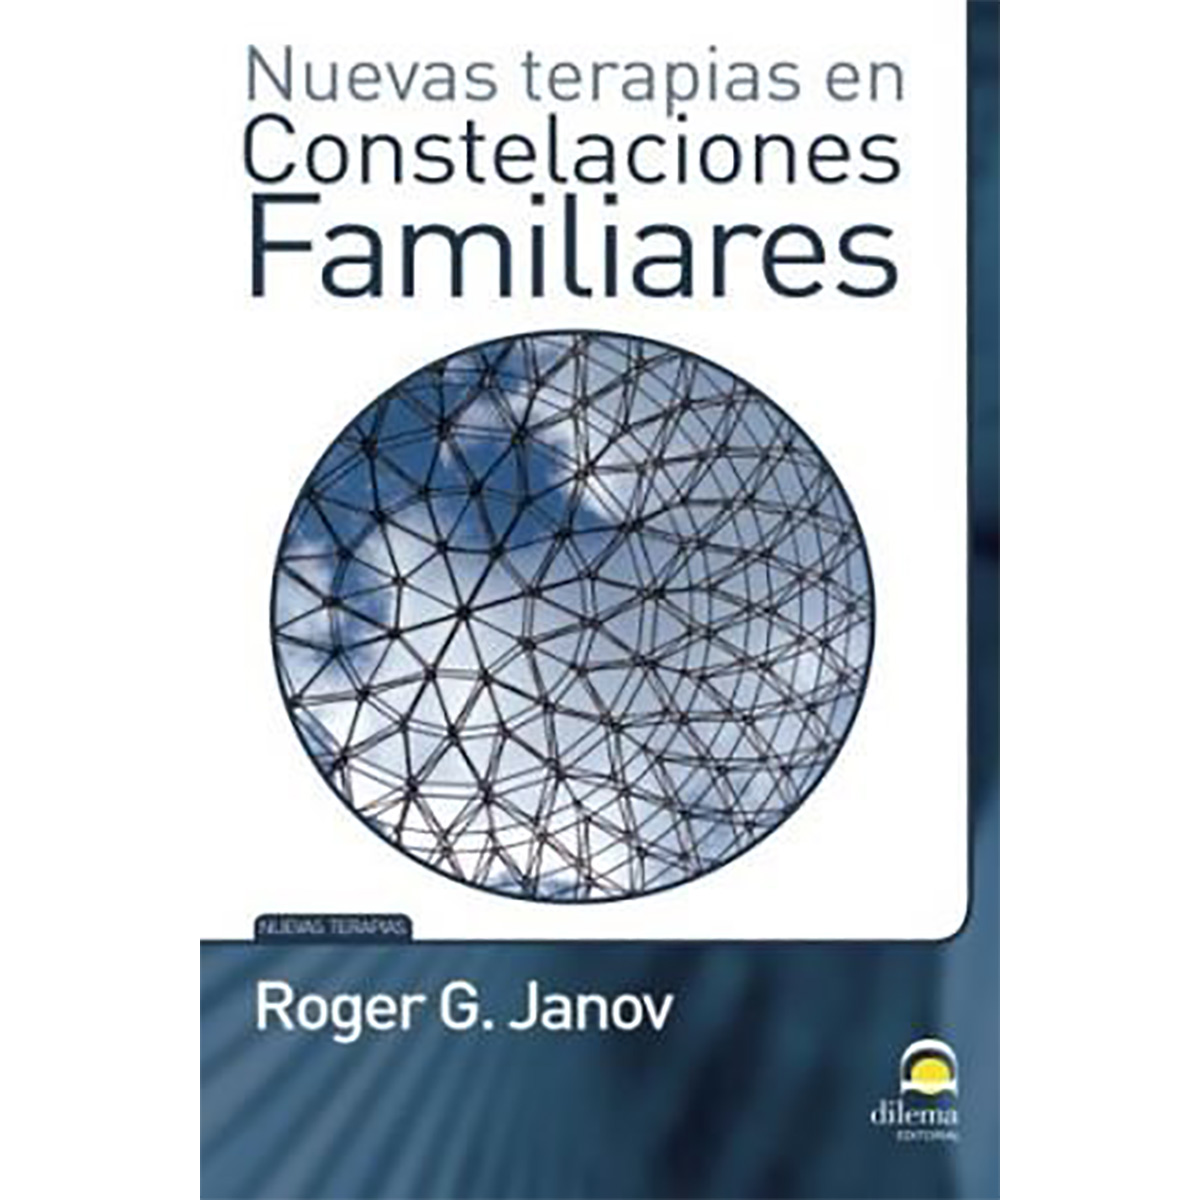 Nuevas terapias en
Constelaciones
Familiares
NUEVAS TERAPIAS
Roger G. Janov
dilema
EDITORIAL